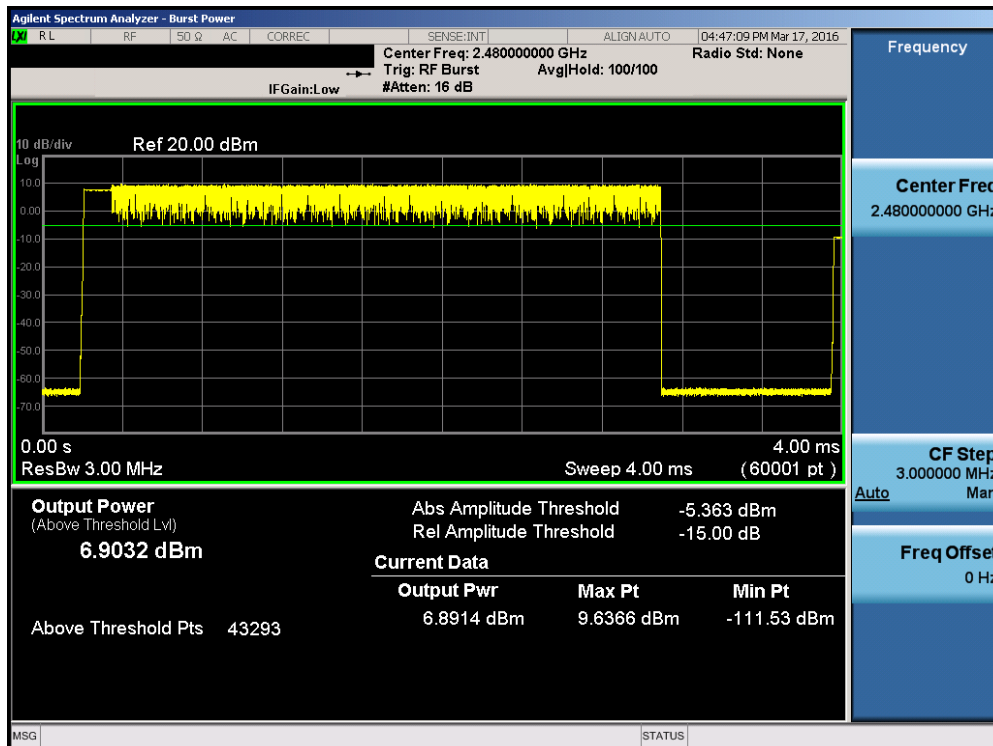 Agilent Spectrum Analyzer - Burst Power
LXI RL RF 50 Ω AC CORREC SENSE:INT ALIGN AUTO 04:47:09 PM Mar 17, 2016
Center Freq: 2.480000000 GHz Radio Std: None
Trig: RF Burst Avg|Hold: 100/100
IFGain:Low #Atten: 16 dB
10 dB/div Ref 20.00 dBm
Log
10.0
0.00
-10.0
-20.0
-30.0
-40.0
-50.0
-60.0
-70.0
0.00 s 4.00 ms
ResBw 3.00 MHz Sweep 4.00 ms (60001 pt)
Output Power
(Above Threshold Lvl)
6.9032 dBm
Above Threshold Pts 43293
Abs Amplitude Threshold -5.363 dBm
Rel Amplitude Threshold -15.00 dB
Current Data
Output Pwr Max Pt Min Pt
6.8914 dBm 9.6366 dBm -111.53 dBm
Frequency
Center Freq
2.480000000 GHz
CF Step
3.000000 MHz
Auto Man
Freq Offset
0 Hz
MSG STATUS